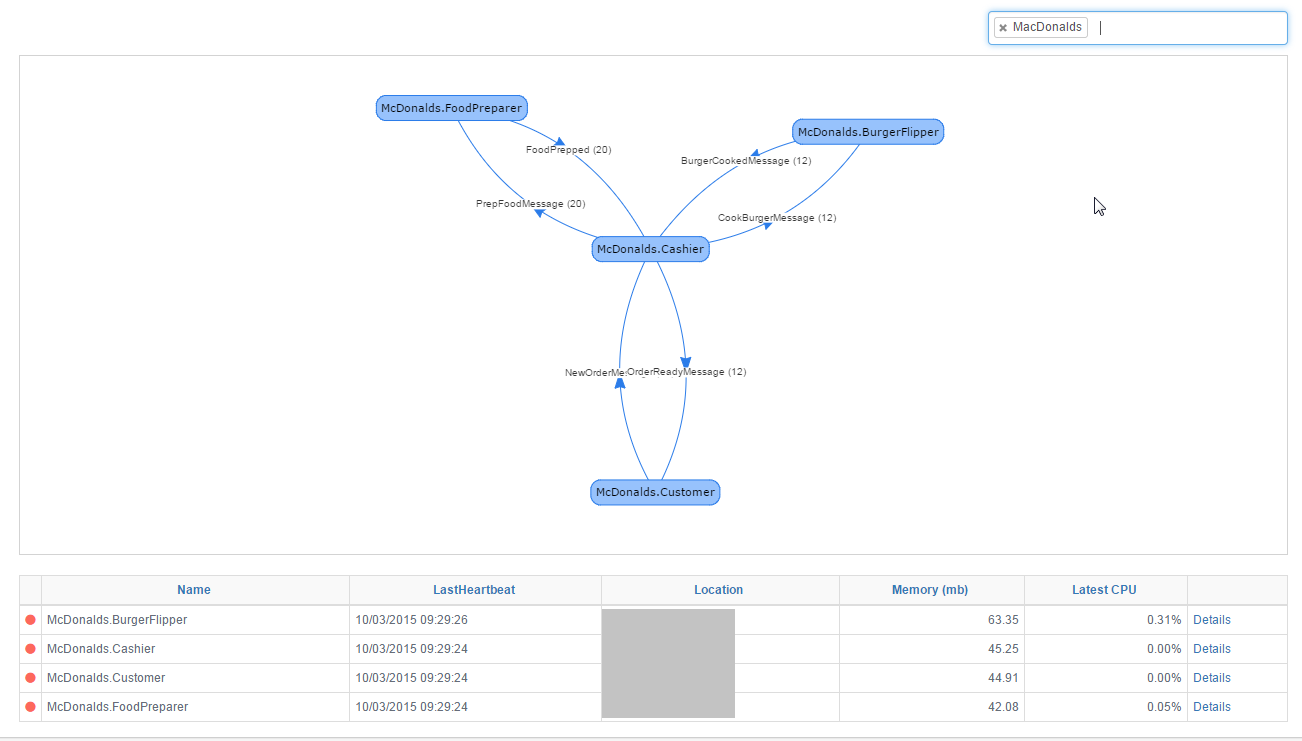 MacDonalds
McDonalds.FoodPreparer
McDonalds.BurgerFlipper
FoodPrepped (20)
BurgerCookedMessage (12)
PrepFoodMessage (20)
CookBurgerMessage (12)
McDonalds.Cashier
OrderReadyMessage (12)
McDonalds.Customer
Name LastHeartbeat Location Memory (mb) Latest CPU
McDonalds.BurgerFlipper 10/03/2015 09:29:26 63.35 0.31% Details
McDonalds.Cashier 10/03/2015 09:29:24 45.25 0.00% Details
McDonalds.Customer 10/03/2015 09:29:24 44.91 0.00% Details
McDonalds.FoodPreparer 10/03/2015 09:29:24 42.08 0.05% Details